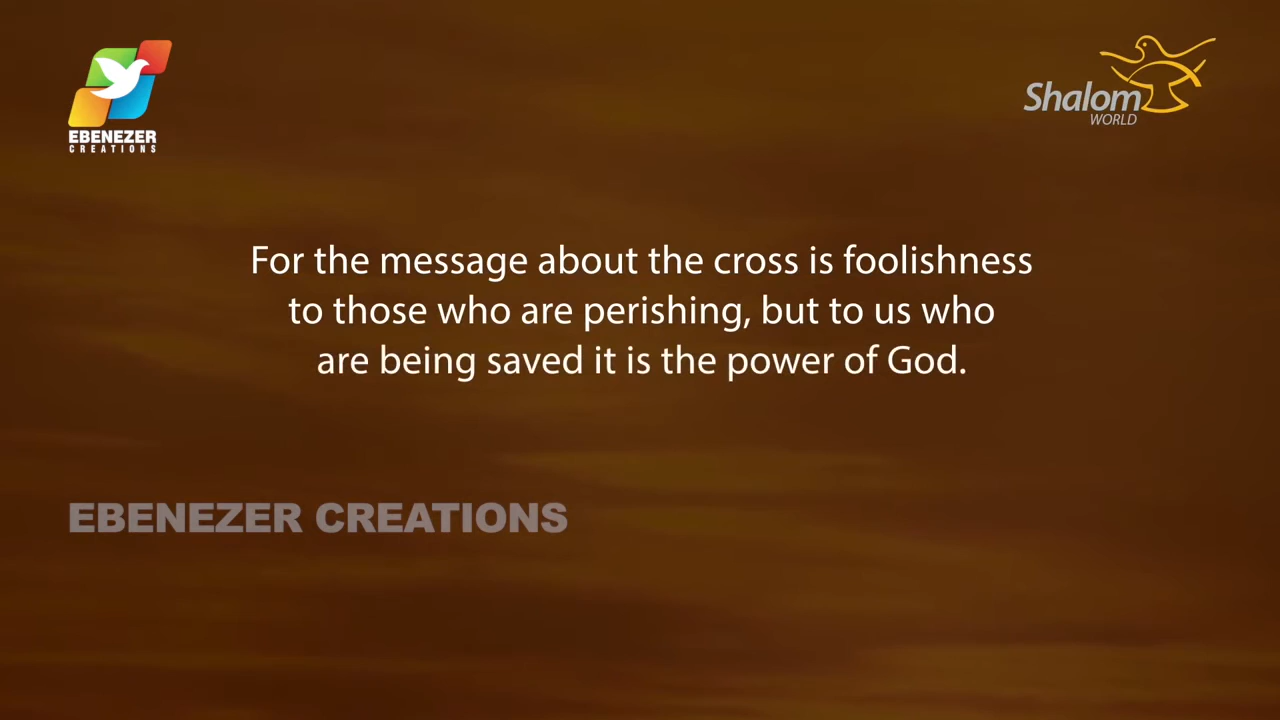 EBENEZER
CREATIONS
Shalom
WORLD
For the message about the cross is foolishness
to those who are perishing, but to us who
are being saved it is the power of God.
EBENEZER CREATIONS